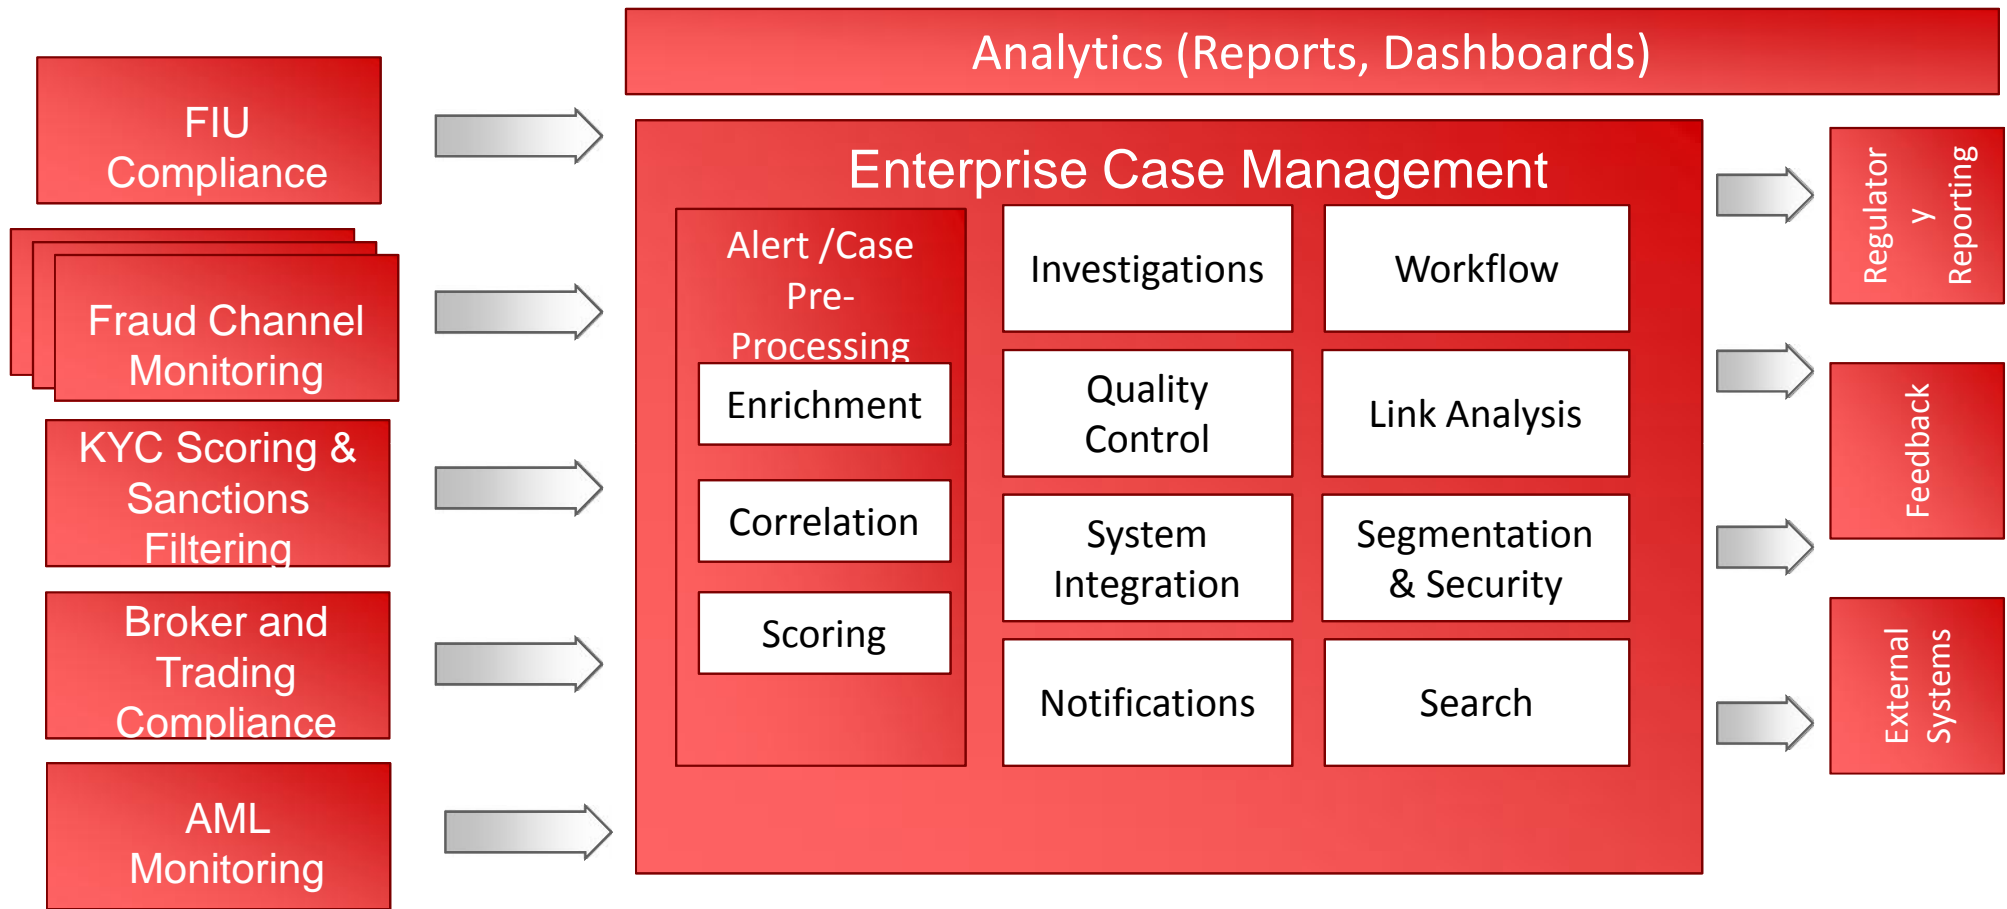 Analytics (Reports, Dashboards)
FIU
Compliance
Fraud Channel
Monitoring
KYC Scoring &
Sanctions
Filtering
Broker and
Trading
Compliance
AML
Monitoring
Enterprise Case Management
Alert /Case
Pre-
Processing
Enrichment
Correlation
Scoring
Investigations
Workflow
Quality
Control
Link Analysis
System
Integration
Segmentation
& Security
Notifications
Search
Regulator
y
Reporting
Feedback
External
Systems